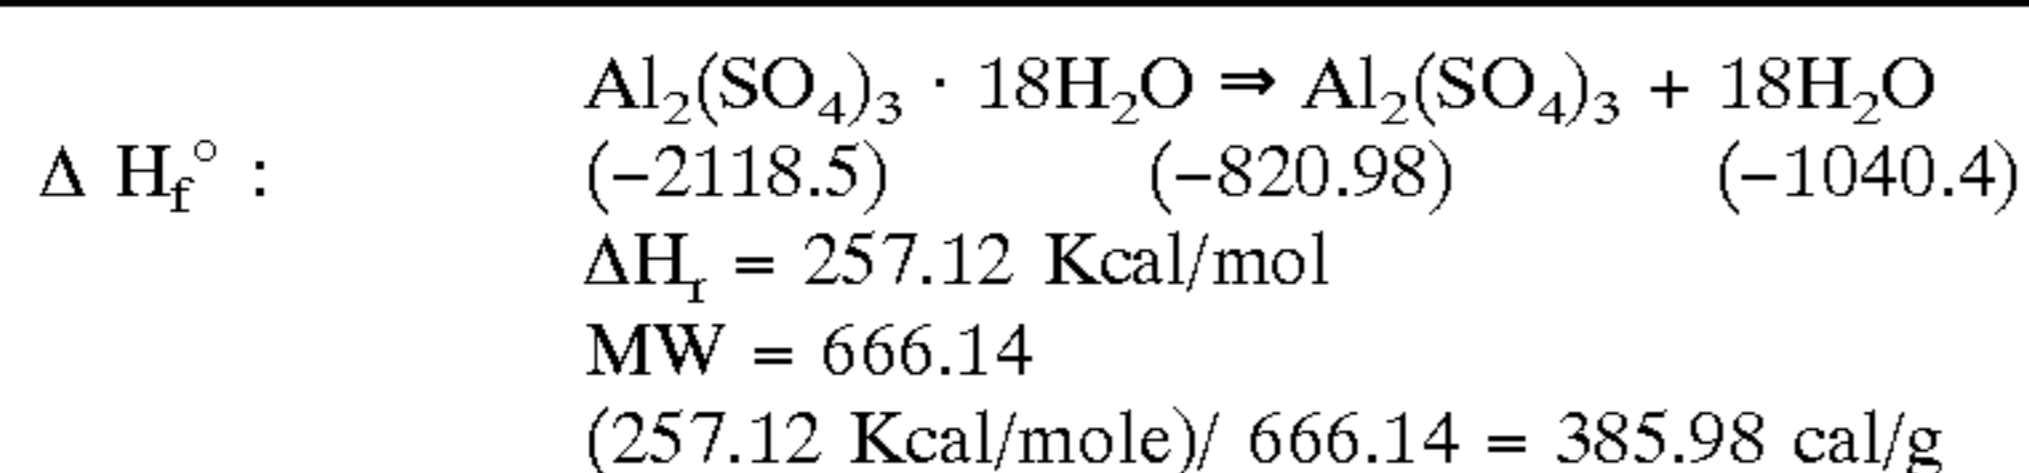 Al₂(SO₄)₃ · 18H₂O ⇒ Al₂(SO₄)₃ + 18H₂O
Δ H_f° : (−2118.5) (−820.98) (−1040.4)
ΔHᵣ = 257.12 Kcal/mol
MW = 666.14
(257.12 Kcal/mole)/ 666.14 = 385.98 cal/g